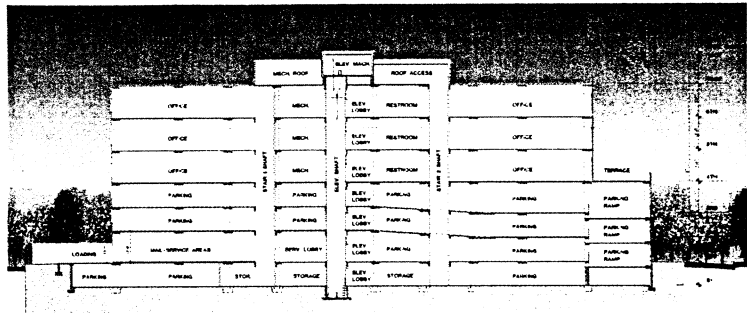 ELEV. MACH.
MECH. ROOF ROOF ACCESS
OFFICE MECH. ELEV LOBBY RESTROOM OFFICE
OFFICE MECH. ELEV LOBBY RESTROOM OFFICE
OFFICE MECH ELEV LOBBY RESTROOM OFFICE TERRACE
STAIR 1 SHAFT
ELEV SHAFT
STAIR 2 SHAFT
PARKING PARKING ELEV LOBBY PARKING PARKING PARKING RAMP
PARKING PARKING ELEV LOBBY PARKING PARKING PARKING RAMP
LOADING MAIL-SERVICE AREAS SERV LOBBY ELEV LOBBY PARKING PARKING PARKING RAMP
PARKING PARKING STOR. STORAGE ELEV LOBBY STORAGE PARKING